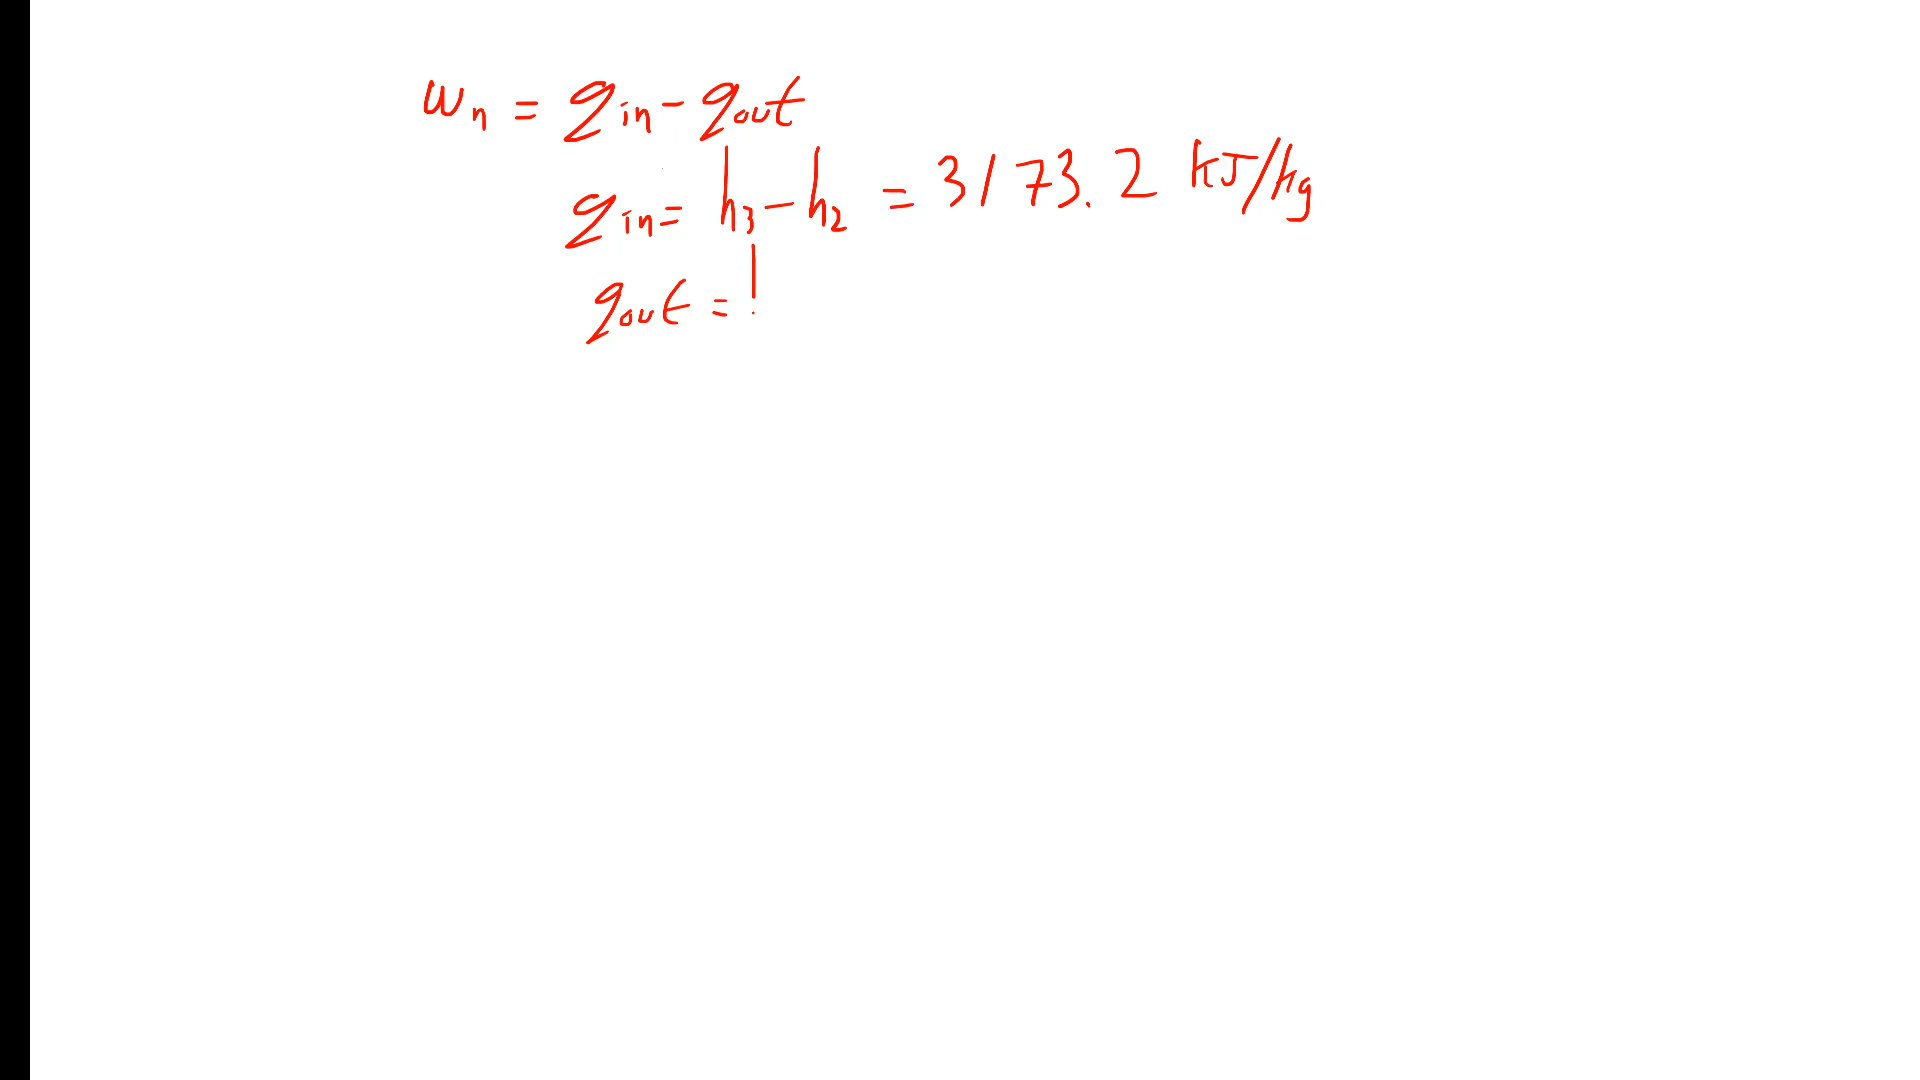 wn = qin - qout
qin = h3 - h2 = 3173.2 kJ/kg
qout = !